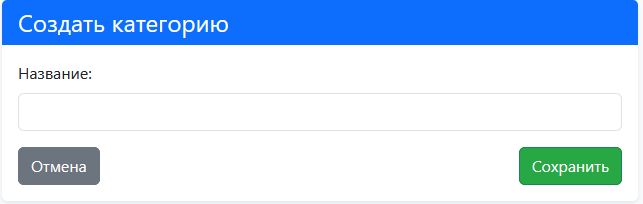 Создать категорию
Название:
Отмена
Сохранить